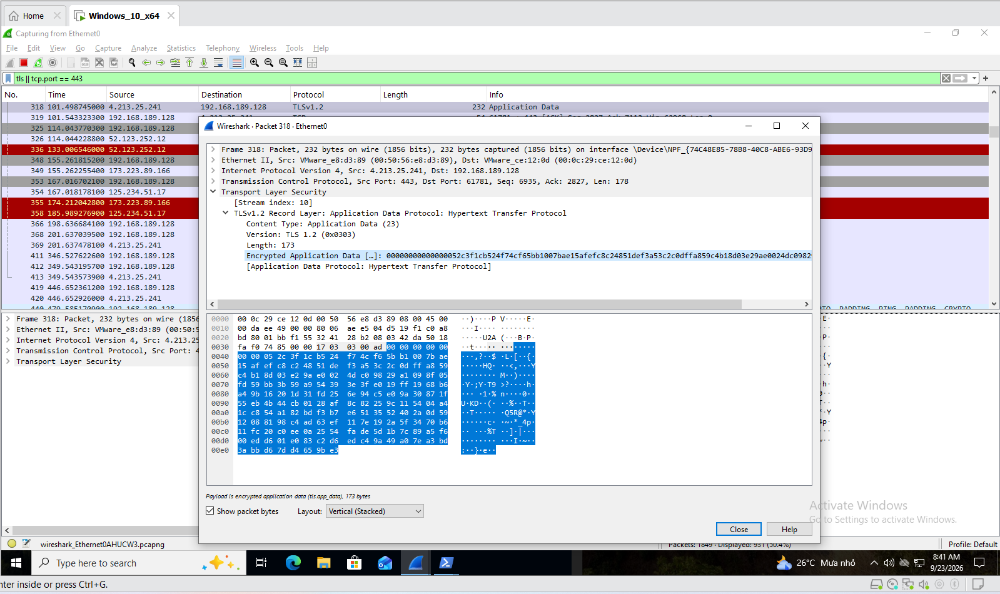 Home
Windows_10_x64
Capturing from Ethernet0
File Edit View Go Capture Analyze Statistics Telephony Wireless Tools Help
tls || tcp.port == 443
No. Time Source Destination Protocol Length Info
318 101.498745000 4.213.25.241 192.168.189.128 TLSv1.2 232 Application Data
319 101.543323300 192.168.189.128
325 114.043770300 192.168.189.128
326 114.044228800 52.123.252.12
336 133.006546000 52.123.252.12
348 155.261815200 192.168.189.128
349 155.262255400 173.223.89.166
353 167.016702100 192.168.189.128
354 167.018178100 125.234.51.17
355 174.212042800 173.223.89.166
358 185.989276900 125.234.51.17
366 198.636684100 192.168.189.128
368 201.637039500 192.168.189.128
369 201.637478100 4.213.25.241
411 346.527622600 192.168.189.128
412 349.543195700 192.168.189.128
413 349.543573900 4.213.25.241
419 446.652361200 192.168.189.128
420 446.652926000 4.213.25.241
Frame 318: Packet, 232 bytes on wire (1856
Ethernet II, Src: VMware_e8:d3:89 (00:50:5
Internet Protocol Version 4, Src: 4.213.25
Transmission Control Protocol, Src Port: 4
Transport Layer Security
Wireshark · Packet 318 · Ethernet0
Frame 318: Packet, 232 bytes on wire (1856 bits), 232 bytes captured (1856 bits) on interface \Device\NPF_{74C48E85-78B8-40C8-ABE6-93D9
Ethernet II, Src: VMware_e8:d3:89 (00:50:56:e8:d3:89), Dst: VMware_ce:12:0d (00:0c:29:ce:12:0d)
Internet Protocol Version 4, Src: 4.213.25.241, Dst: 192.168.189.128
Transmission Control Protocol, Src Port: 443, Dst Port: 61781, Seq: 6935, Ack: 2827, Len: 178
Transport Layer Security
[Stream index: 10]
TLSv1.2 Record Layer: Application Data Protocol: Hypertext Transfer Protocol
Content Type: Application Data (23)
Version: TLS 1.2 (0x0303)
Length: 173
Encrypted Application Data […]: 00000000000000052c3f1cb524f74cf65bb1007bae15afefc8c24851def3a53c2c0dffa859c4b18d03e29ae0024dc0982
[Application Data Protocol: Hypertext Transfer Protocol]
0000 00 0c 29 ce 12 0d 00 50 56 e8 d3 89 08 00 45 00 ··)····P V·····E·
0010 00 da ee 49 00 00 80 06 ae e5 04 d5 19 f1 c0 a8 ···I···· ········
0020 bd 80 01 bb f1 55 32 41 28 b2 08 03 42 da 50 18 ·····U2A (···B·P·
0030 fa f0 74 85 00 00 17 03 03 00 ad 00 00 00 00 00 ··t····· ········
0040 00 00 05 2c 3f 1c b5 24 f7 4c f6 5b b1 00 7b ae ···,?··$ ·L·[··{·
0050 15 af ef c8 c2 48 51 de f3 a5 3c 2c 0d ff a8 59 ·····HQ· ··<,···Y
0060 c4 b1 8d 03 e2 9a e0 02 4d c0 98 29 a1 09 8f 05 ········ M··)····
0070 fd 59 bb 3b 59 a9 54 39 3e 3f e0 19 ff 19 68 b6 ·Y·;Y·T9 >?····h·
0080 a4 9b 16 20 1d 31 fd 25 6e 94 c5 e0 9a 30 87 1f ··· ·1·% n····0··
0090 55 eb 4b 44 cb 01 28 af 8c 82 25 9c 11 54 04 a4 U·KD··(· ··%··T··
00a0 1c c8 54 a1 82 bd f3 b7 e6 51 35 52 40 2a 0d 59 ··T····· ·Q5R@*·Y
00b0 12 08 81 98 c4 ad 63 ef 11 7e 19 2a 5f 34 70 b6 ······c· ·~·*_4p·
00c0 11 fc 20 c0 ee 0a 25 54 fa de 5d 1b 7c 89 a5 f6 ·· ···%T ··]·|···
00d0 00 ed d6 01 e0 83 c2 d6 ed c4 9a 49 a0 7e a3 bd ········ ···I·~··
00e0 3a bb d6 7d d4 65 9b e3 :··}·e··
Payload is encrypted application data (tls.app_data), 173 bytes
Show packet bytes Layout: Vertical (Stacked)
Close Help
Activate Windows
Go to Settings to activate Windows.
wireshark_Ethernet0AHUCW3.pcapng
Packets: 1849 · Displayed: 931 (50.4%)
Profile: Default
Type here to search
26°C Mưa nhỏ
8:41 AM
9/23/2026
nter inside or press Ctrl+G.